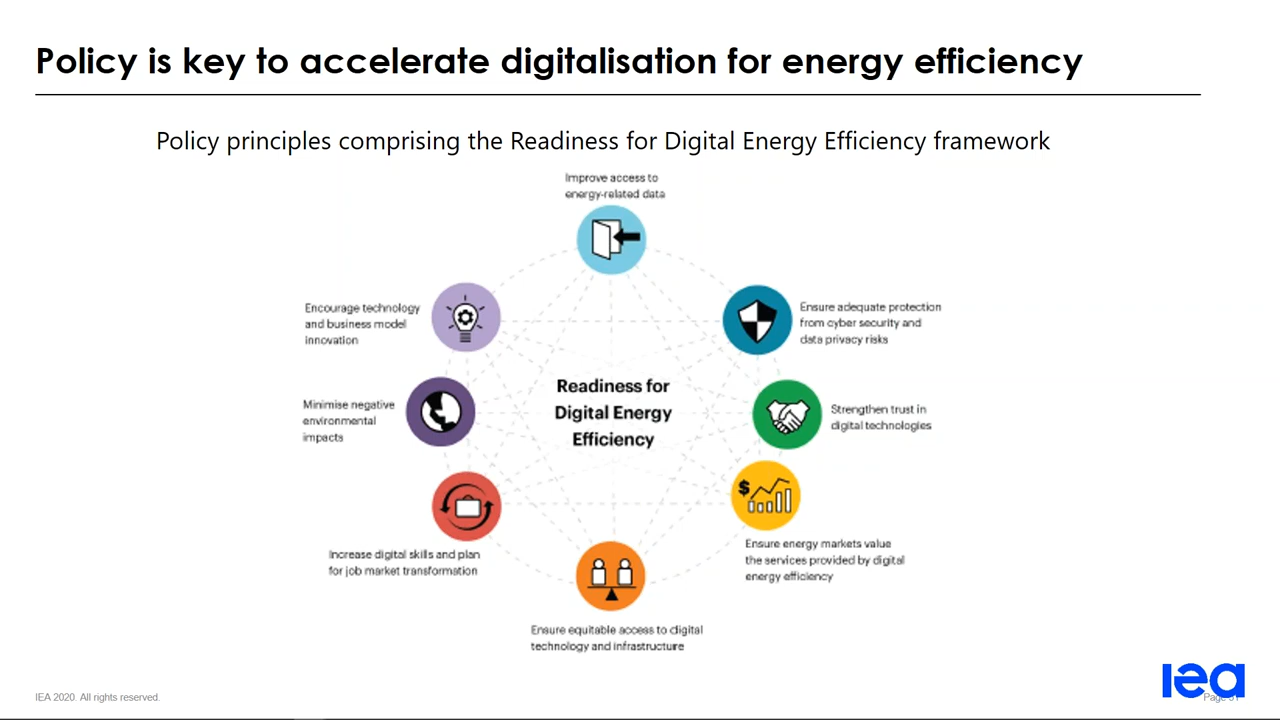 Policy is key to accelerate digitalisation for energy efficiency
Policy principles comprising the Readiness for Digital Energy Efficiency framework
Improve access to
energy-related data
Encourage technology
and business model
innovation
Ensure adequate protection
from cyber security and
data privacy risks
Readiness for
Digital Energy
Efficiency
Minimise negative
environmental
impacts
Strengthen trust in
digital technologies
$
Increase digital skills and plan
for job market transformation
Ensure energy markets value
the services provided by digital
energy efficiency
Ensure equitable access to digital
technology and infrastructure
IEA 2020. All rights reserved.
iea
Page